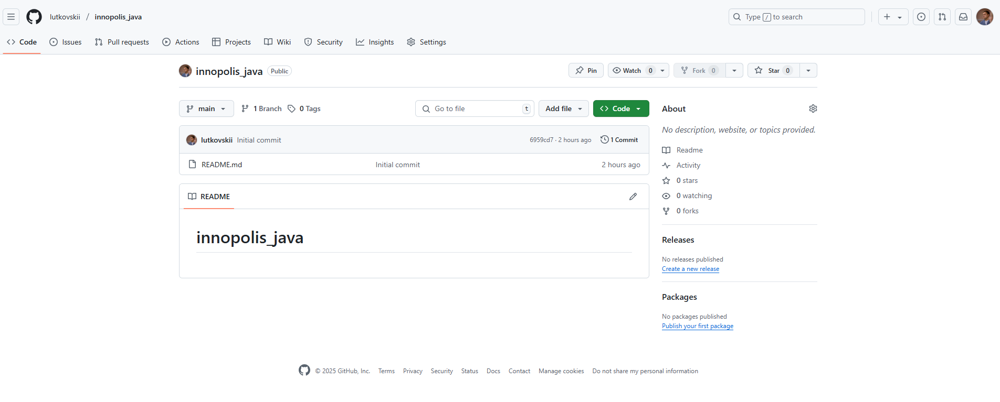 lutkovskii / innopolis_java
Type / to search
Code Issues Pull requests Actions Projects Wiki Security Insights Settings
innopolis_java Public
Pin Watch 0 Fork 0 Star 0
main 1 Branch 0 Tags Go to file t Add file Code
lutkovskii Initial commit 6959cd7 · 2 hours ago 1 Commit
README.md Initial commit 2 hours ago
README
innopolis_java
About
No description, website, or topics provided.
Readme
Activity
0 stars
0 watching
0 forks
Releases
No releases published
Create a new release
Packages
No packages published
Publish your first package
© 2025 GitHub, Inc. Terms Privacy Security Status Docs Contact Manage cookies Do not share my personal information